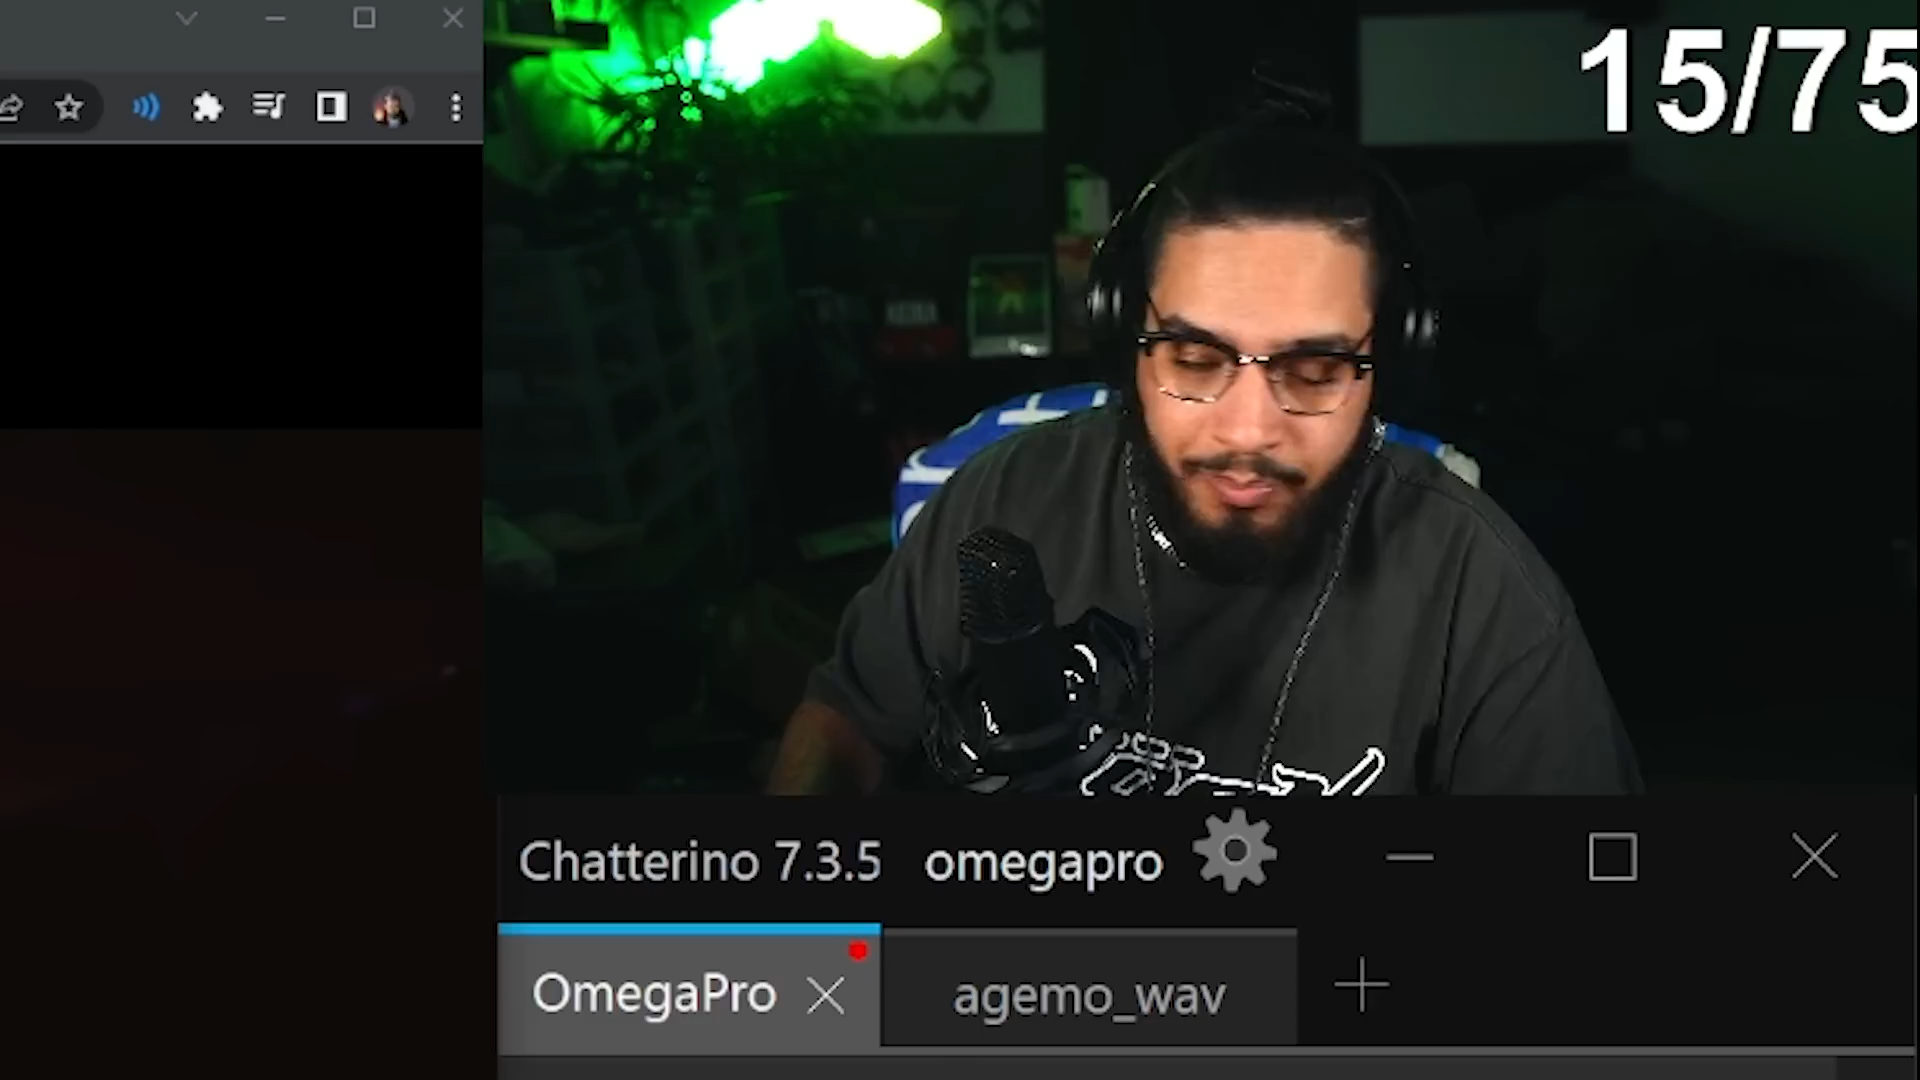 15/75
Chatterino 7.3.5 omegapro
OmegaPro
agemo_wav